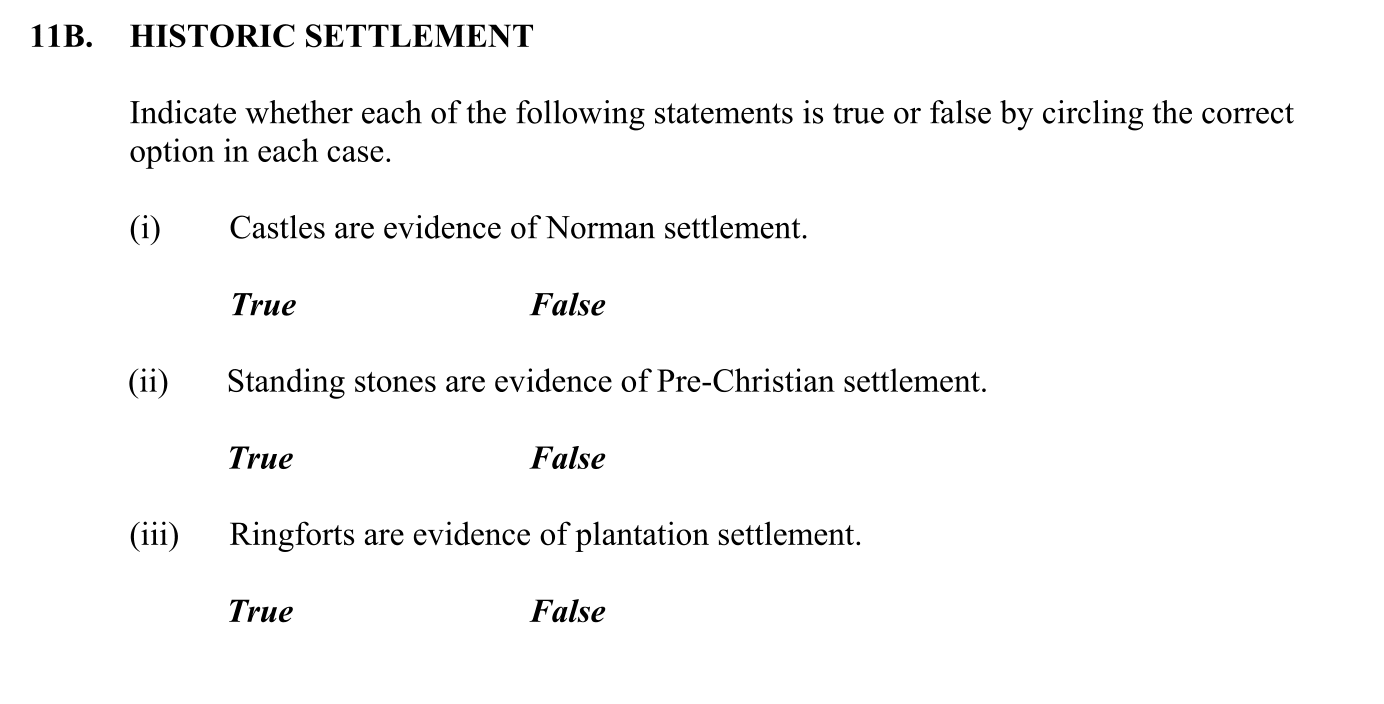 11B. HISTORIC SETTLEMENT
Indicate whether each of the following statements is true or false by circling the correct
option in each case.
(i) Castles are evidence of Norman settlement.
True False
(ii) Standing stones are evidence of Pre-Christian settlement.
True False
(iii) Ringforts are evidence of plantation settlement.
True False